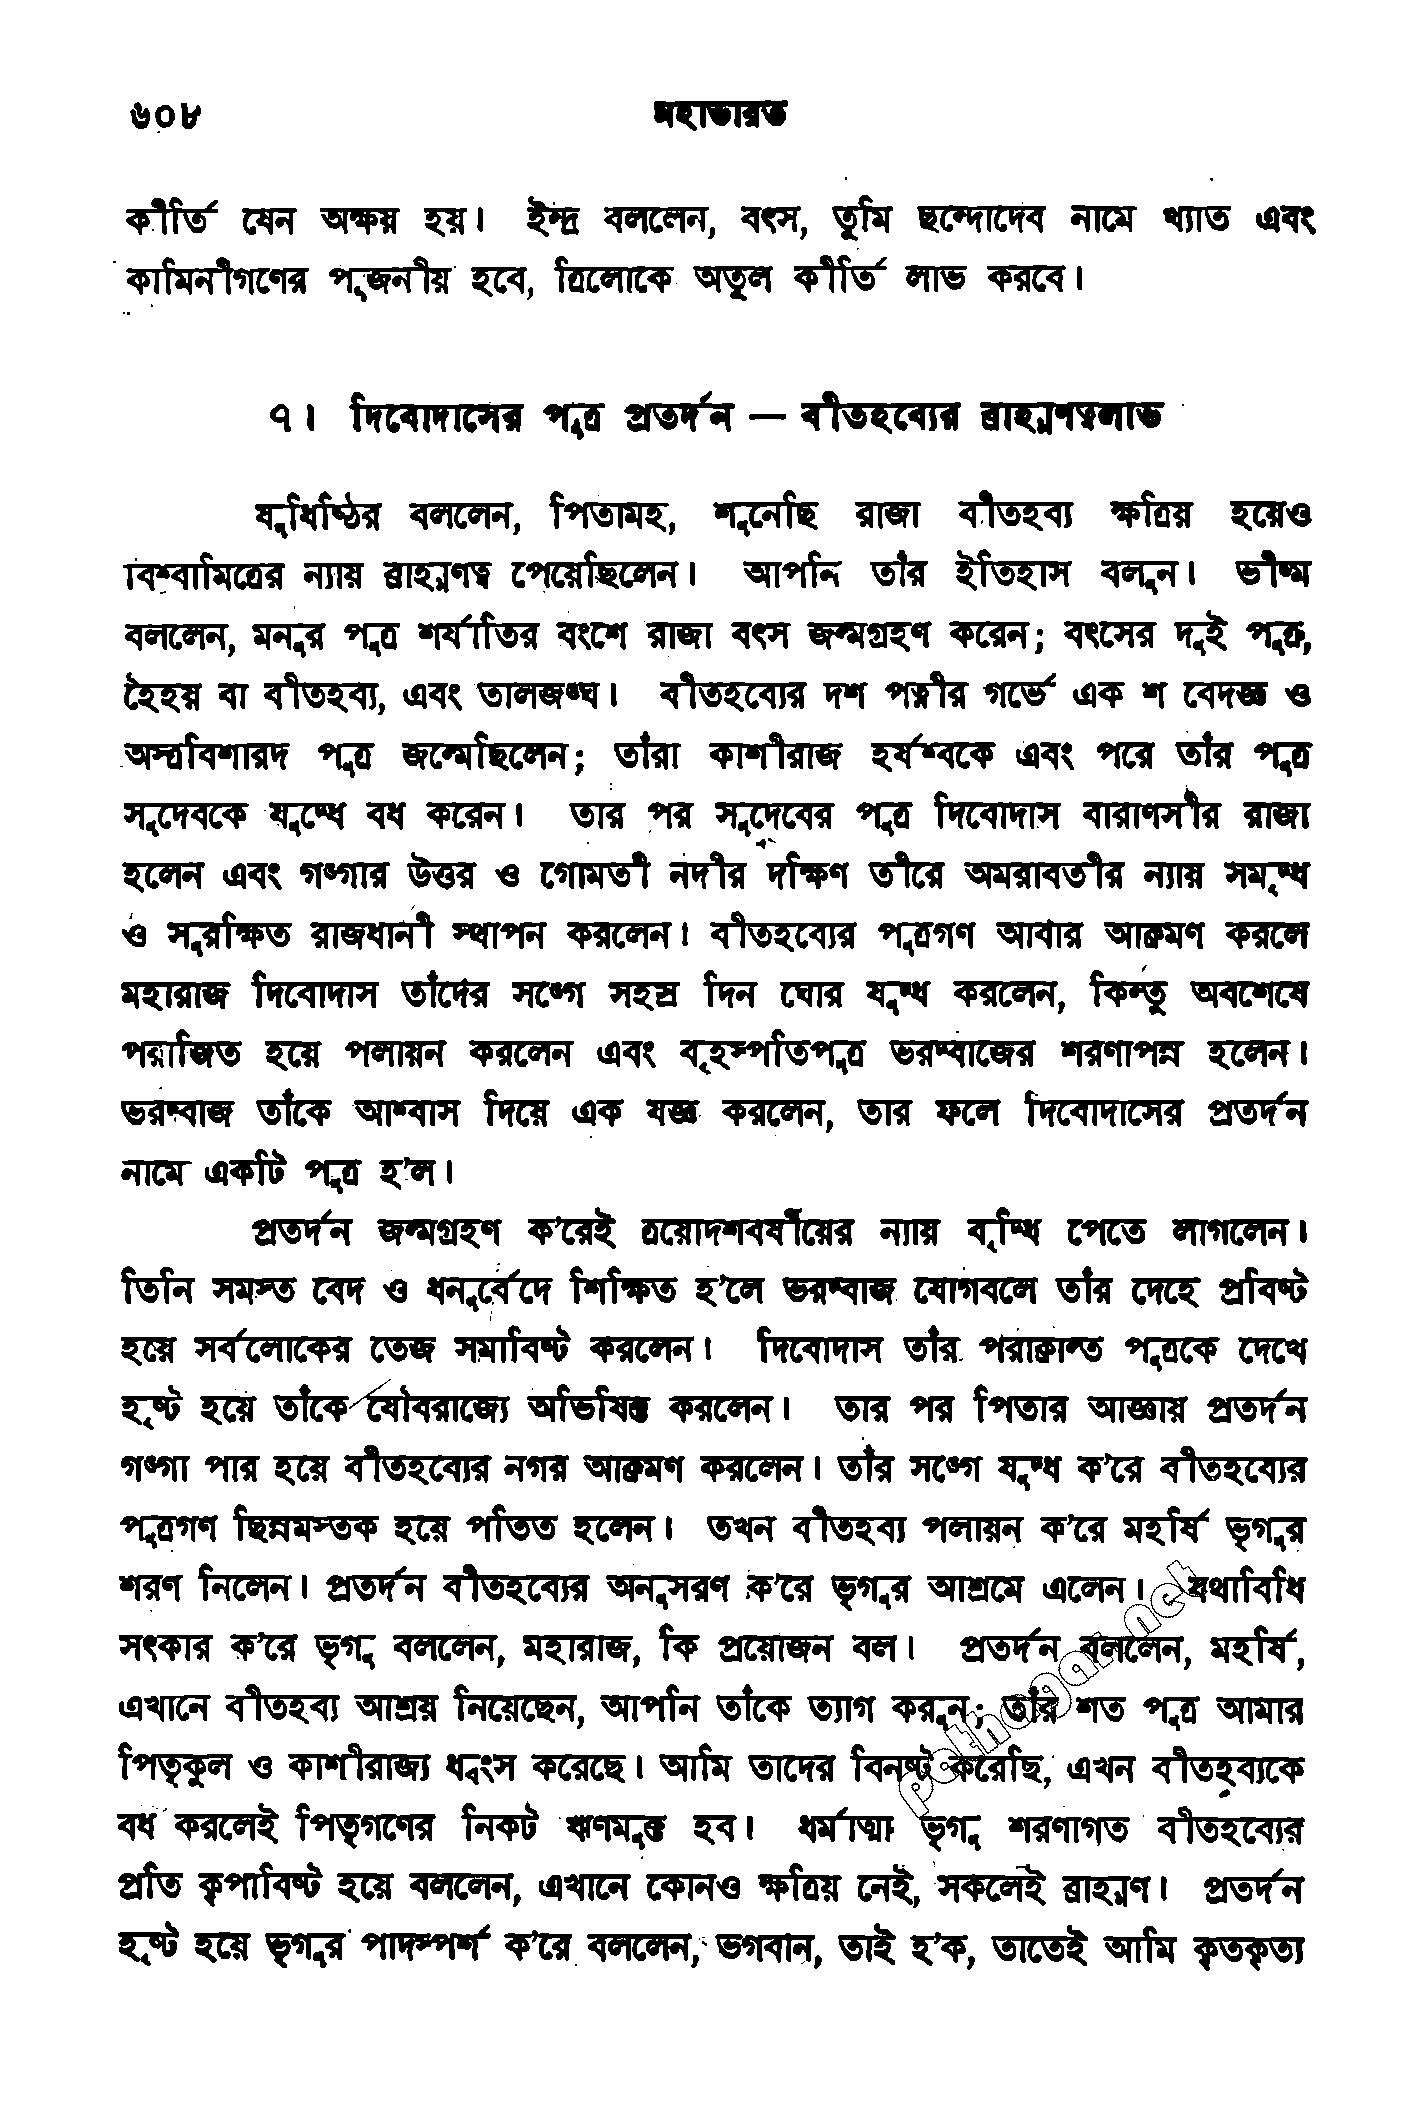 ৬০৮
মহাভারত
কীর্তি যেন অক্ষয় হয়। ইন্দ্র বললেন, বৎস, তুমি ছন্দোদেব নামে খ্যাত এবং
কামিনীগণের পূজনীয় হবে, ত্রিলোকে অতুল কীর্তি লাভ করবে।
৭। দিবোদাসের পুত্র প্রতর্দন — বীতহব্যের ব্রাহ্মণত্বলাভ
যুধিষ্ঠির বললেন, পিতামহ, শুনেছি রাজা বীতহব্য ক্ষত্রিয় হয়েও
বিশ্বামিত্রের ন্যায় ব্রাহ্মণত্ব পেয়েছিলেন। আপনি তাঁর ইতিহাস বলুন। ভীষ্ম
বললেন, মনুর পুত্র শর্যাতির বংশে রাজা বৎস জন্মগ্রহণ করেন; বৎসের দুই পুত্র,
হৈহয় বা বীতহব্য, এবং তালজঙ্ঘ। বীতহব্যের দশ পত্নীর গর্ভে এক শ বেদজ্ঞ ও
অস্ত্রবিশারদ পুত্র জন্মেছিলেন; তাঁরা কাশীরাজ হর্যশ্বকে এবং পরে তাঁর পুত্র
সুদেবকে যুদ্ধে বধ করেন। তার পর সুদেবের পুত্র দিবোদাস বারাণসীর রাজা
হলেন এবং গঙ্গার উত্তর ও গোমতী নদীর দক্ষিণ তীরে অমরাবতীর ন্যায় সমৃদ্ধ
ও সুরক্ষিত রাজধানী স্থাপন করলেন। বীতহব্যের পুত্রগণ আবার আক্রমণ করলে
মহারাজ দিবোদাস তাঁদের সঙ্গে সহস্র দিন ঘোর যুদ্ধ করলেন, কিন্তু অবশেষে
পরাজিত হয়ে পলায়ন করলেন এবং বৃহস্পতিপুত্র ভরদ্বাজের শরণাপন্ন হলেন।
ভরদ্বাজ তাঁকে আশ্বাস দিয়ে এক যজ্ঞ করলেন, তার ফলে দিবোদাসের প্রতর্দন
নামে একটি পুত্র হ'ল।
প্রতর্দন জন্মগ্রহণ ক'রেই ত্রয়োদশবর্ষীয়ের ন্যায় বৃদ্ধি পেতে লাগলেন।
তিনি সমস্ত বেদ ও ধনুর্বেদে শিক্ষিত হ'লে ভরদ্বাজ যোগবলে তাঁর দেহে প্রবিষ্ট
হয়ে সর্বলোকের তেজ সমাবিষ্ট করলেন। দিবোদাস তাঁর পরাক্রান্ত পুত্রকে দেখে
হৃষ্ট হয়ে তাঁকে যৌবরাজ্যে অভিষিক্ত করলেন। তার পর পিতার আজ্ঞায় প্রতর্দন
গঙ্গা পার হয়ে বীতহব্যের নগর আক্রমণ করলেন। তাঁর সঙ্গে যুদ্ধ ক'রে বীতহব্যের
পুত্রগণ ছিন্নমস্তক হয়ে পতিত হলেন। তখন বীতহব্য পলায়ন ক'রে মহর্ষি ভৃগুর
শরণ নিলেন। প্রতর্দন বীতহব্যের অনুসরণ ক'রে ভৃগুর আশ্রমে এলেন। যথাবিধি
সৎকার ক'রে ভৃগু বললেন, মহারাজ, কি প্রয়োজন বল। প্রতর্দন বললেন, মহর্ষি,
এখানে বীতহব্য আশ্রয় নিয়েছেন, আপনি তাঁকে ত্যাগ করুন; তাঁর শত পুত্র আমার
পিতৃকুল ও কাশীরাজ্য ধ্বংস করেছে। আমি তাদের বিনষ্ট করেছি, এখন বীতহব্যকে
বধ করলেই পিতৃগণের নিকট ঋণমুক্ত হব। ধর্মাত্মা ভৃগু শরণাগত বীতহব্যের
প্রতি কৃপাবিষ্ট হয়ে বললেন, এখানে কোনও ক্ষত্রিয় নেই, সকলেই ব্রাহ্মণ। প্রতর্দন
হৃষ্ট হয়ে ভৃগুর পাদস্পর্শ ক'রে বললেন, ভগবান, তাই হ'ক, তাতেই আমি কৃতকৃত্য
pathagar.net